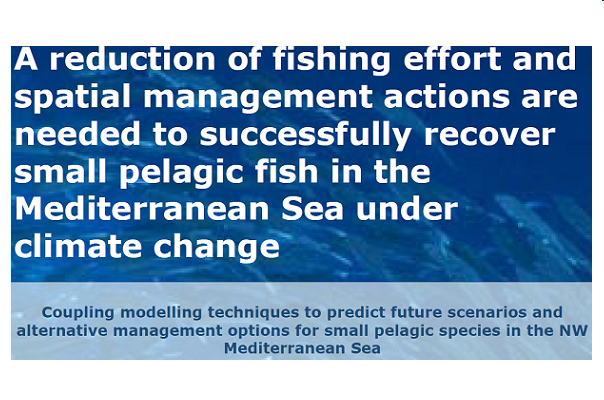 A reduction of fishing effort and
spatial management actions are
needed to successfully recover
small pelagic fish in the
Mediterranean Sea under
climate change
Coupling modelling techniques to predict future scenarios and
alternative management options for small pelagic species in the NW
Mediterranean Sea